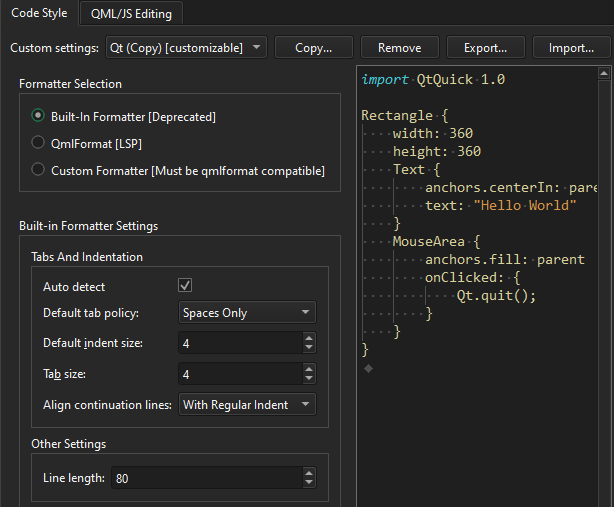 Code Style QML/JS Editing
Custom settings: Qt (Copy) [customizable] Copy... Remove Export... Import...
Formatter Selection
Built-In Formatter [Deprecated]
QmlFormat [LSP]
Custom Formatter [Must be qmlformat compatible]
Built-in Formatter Settings
Tabs And Indentation
Auto detect
Default tab policy: Spaces Only
Default indent size: 4
Tab size: 4
Align continuation lines: With Regular Indent
Other Settings
Line length: 80
import QtQuick 1.0
Rectangle {
width: 360
height: 360
Text {
anchors.centerIn: pare
text: "Hello World"
}
MouseArea {
anchors.fill: parent
onClicked: {
Qt.quit();
}
}
}